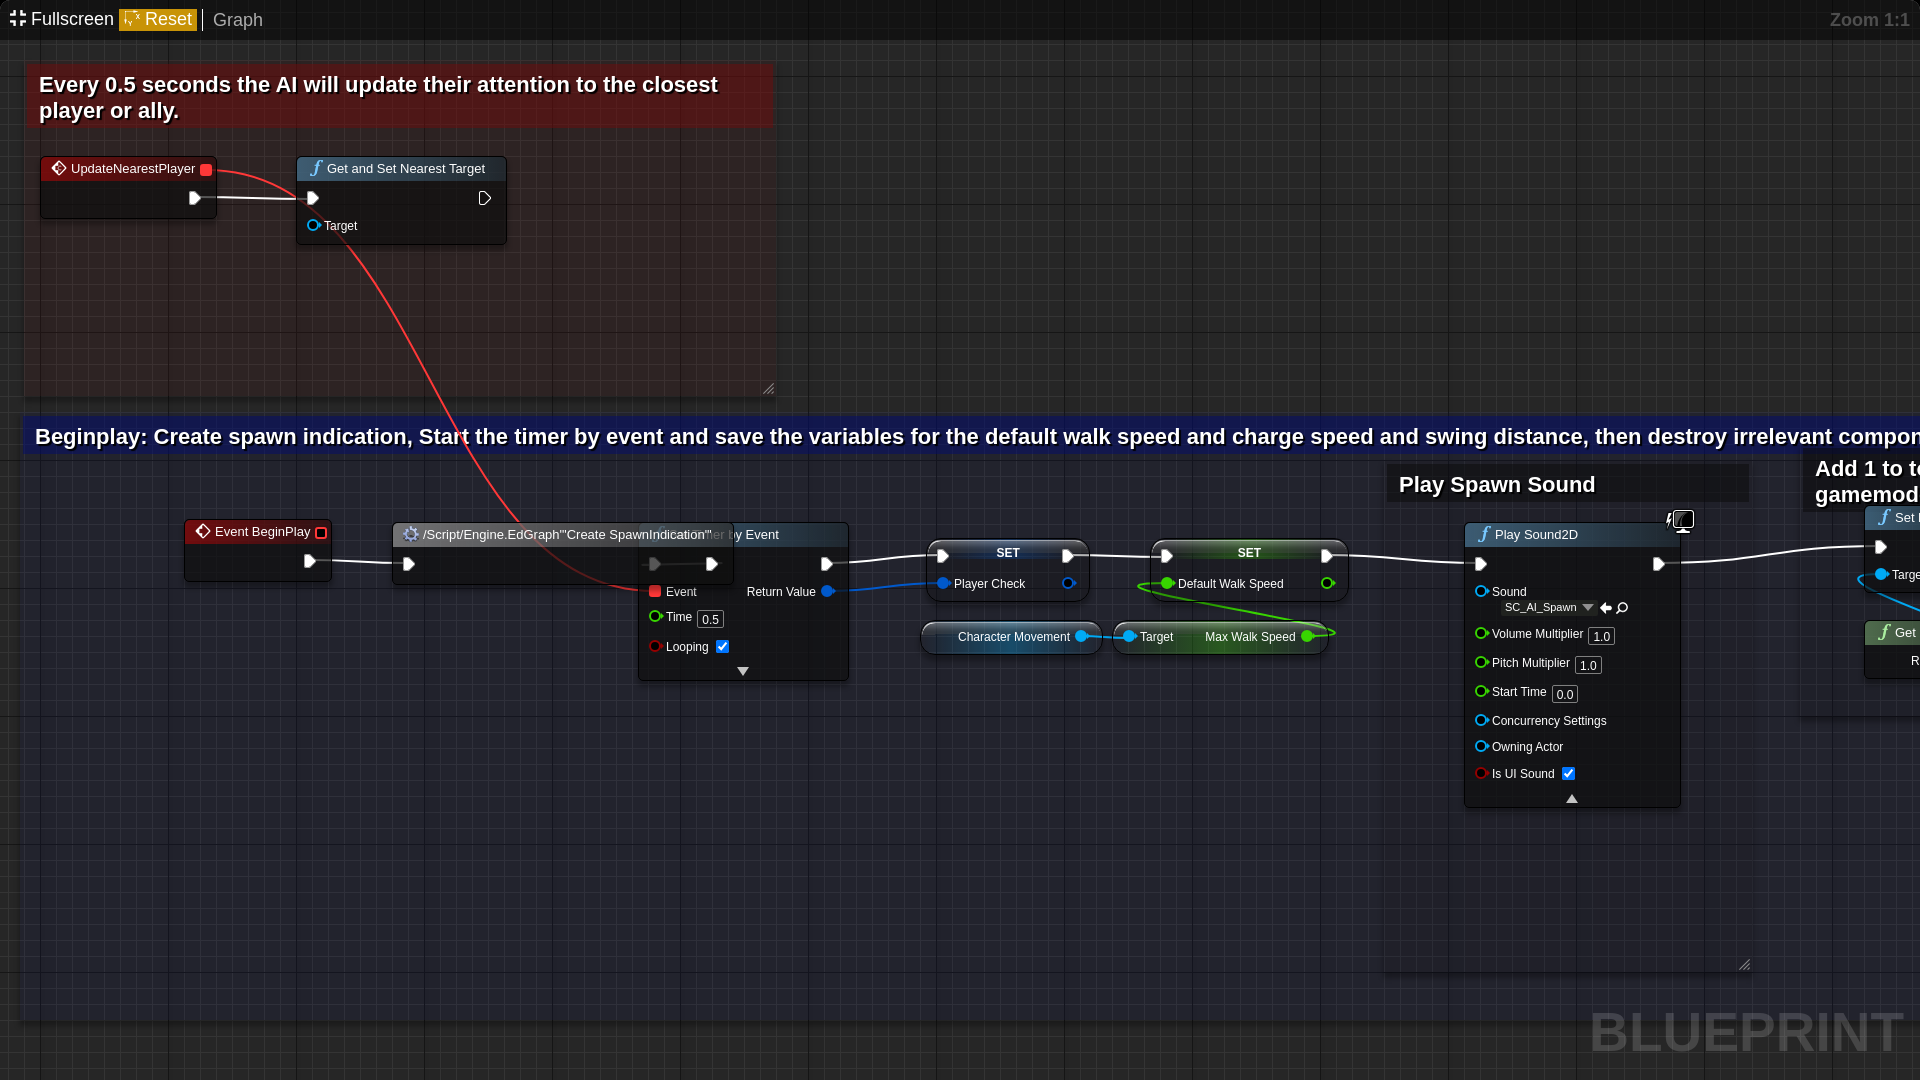 Fullscreen Reset Graph Zoom 1:1
Every 0.5 seconds the AI will update their attention to the closest
player or ally.
UpdateNearestPlayer
Get and Set Nearest Target
Target
Beginplay: Create spawn indication, Start the timer by event and save the variables for the default walk speed and charge speed and swing distance, then destroy irrelevant compon
Play Spawn Sound
Add 1 to t
gamemod
Event BeginPlay
/Script/Engine.EdGraph'"Create SpawnIndication"'
by Event
Event
Return Value
Time 0.5
Looping
SET
Player Check
SET
Default Walk Speed
Character Movement
Target Max Walk Speed
Play Sound2D
Sound
SC_AI_Spawn
Volume Multiplier 1.0
Pitch Multiplier 1.0
Start Time 0.0
Concurrency Settings
Owning Actor
Is UI Sound
Set
Targe
Get
R
BLUEPRINT